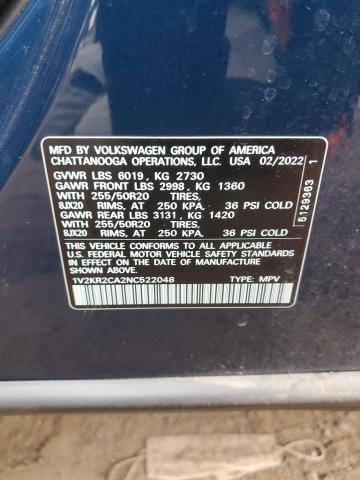 MFD BY VOLKSWAGEN GROUP OF AMERICA
CHATTANOOGA OPERATIONS, LLC. USA 02/2022
GVWR LBS 6019, KG 2730
GAWR FRONT LBS 2998, KG 1360
WITH 255/50R20 TIRES,
8JX20 RIMS, AT 250 KPA. 36 PSI COLD
GAWR REAR LBS 3131, KG 1420
WITH 255/50R20 TIRES,
8JX20 RIMS, AT 250 KPA, 36 PSI COLD
THIS VEHICLE CONFORMS TO ALL APPLICABLE
U.S. FEDERAL MOTOR VEHICLE SAFETY STANDARDS
IN EFFECT ON THE DATE OF MANUFACTURE
SHOWN ABOVE.
1V2KR2CA2NC522048 TYPE: MPV
6129363 1